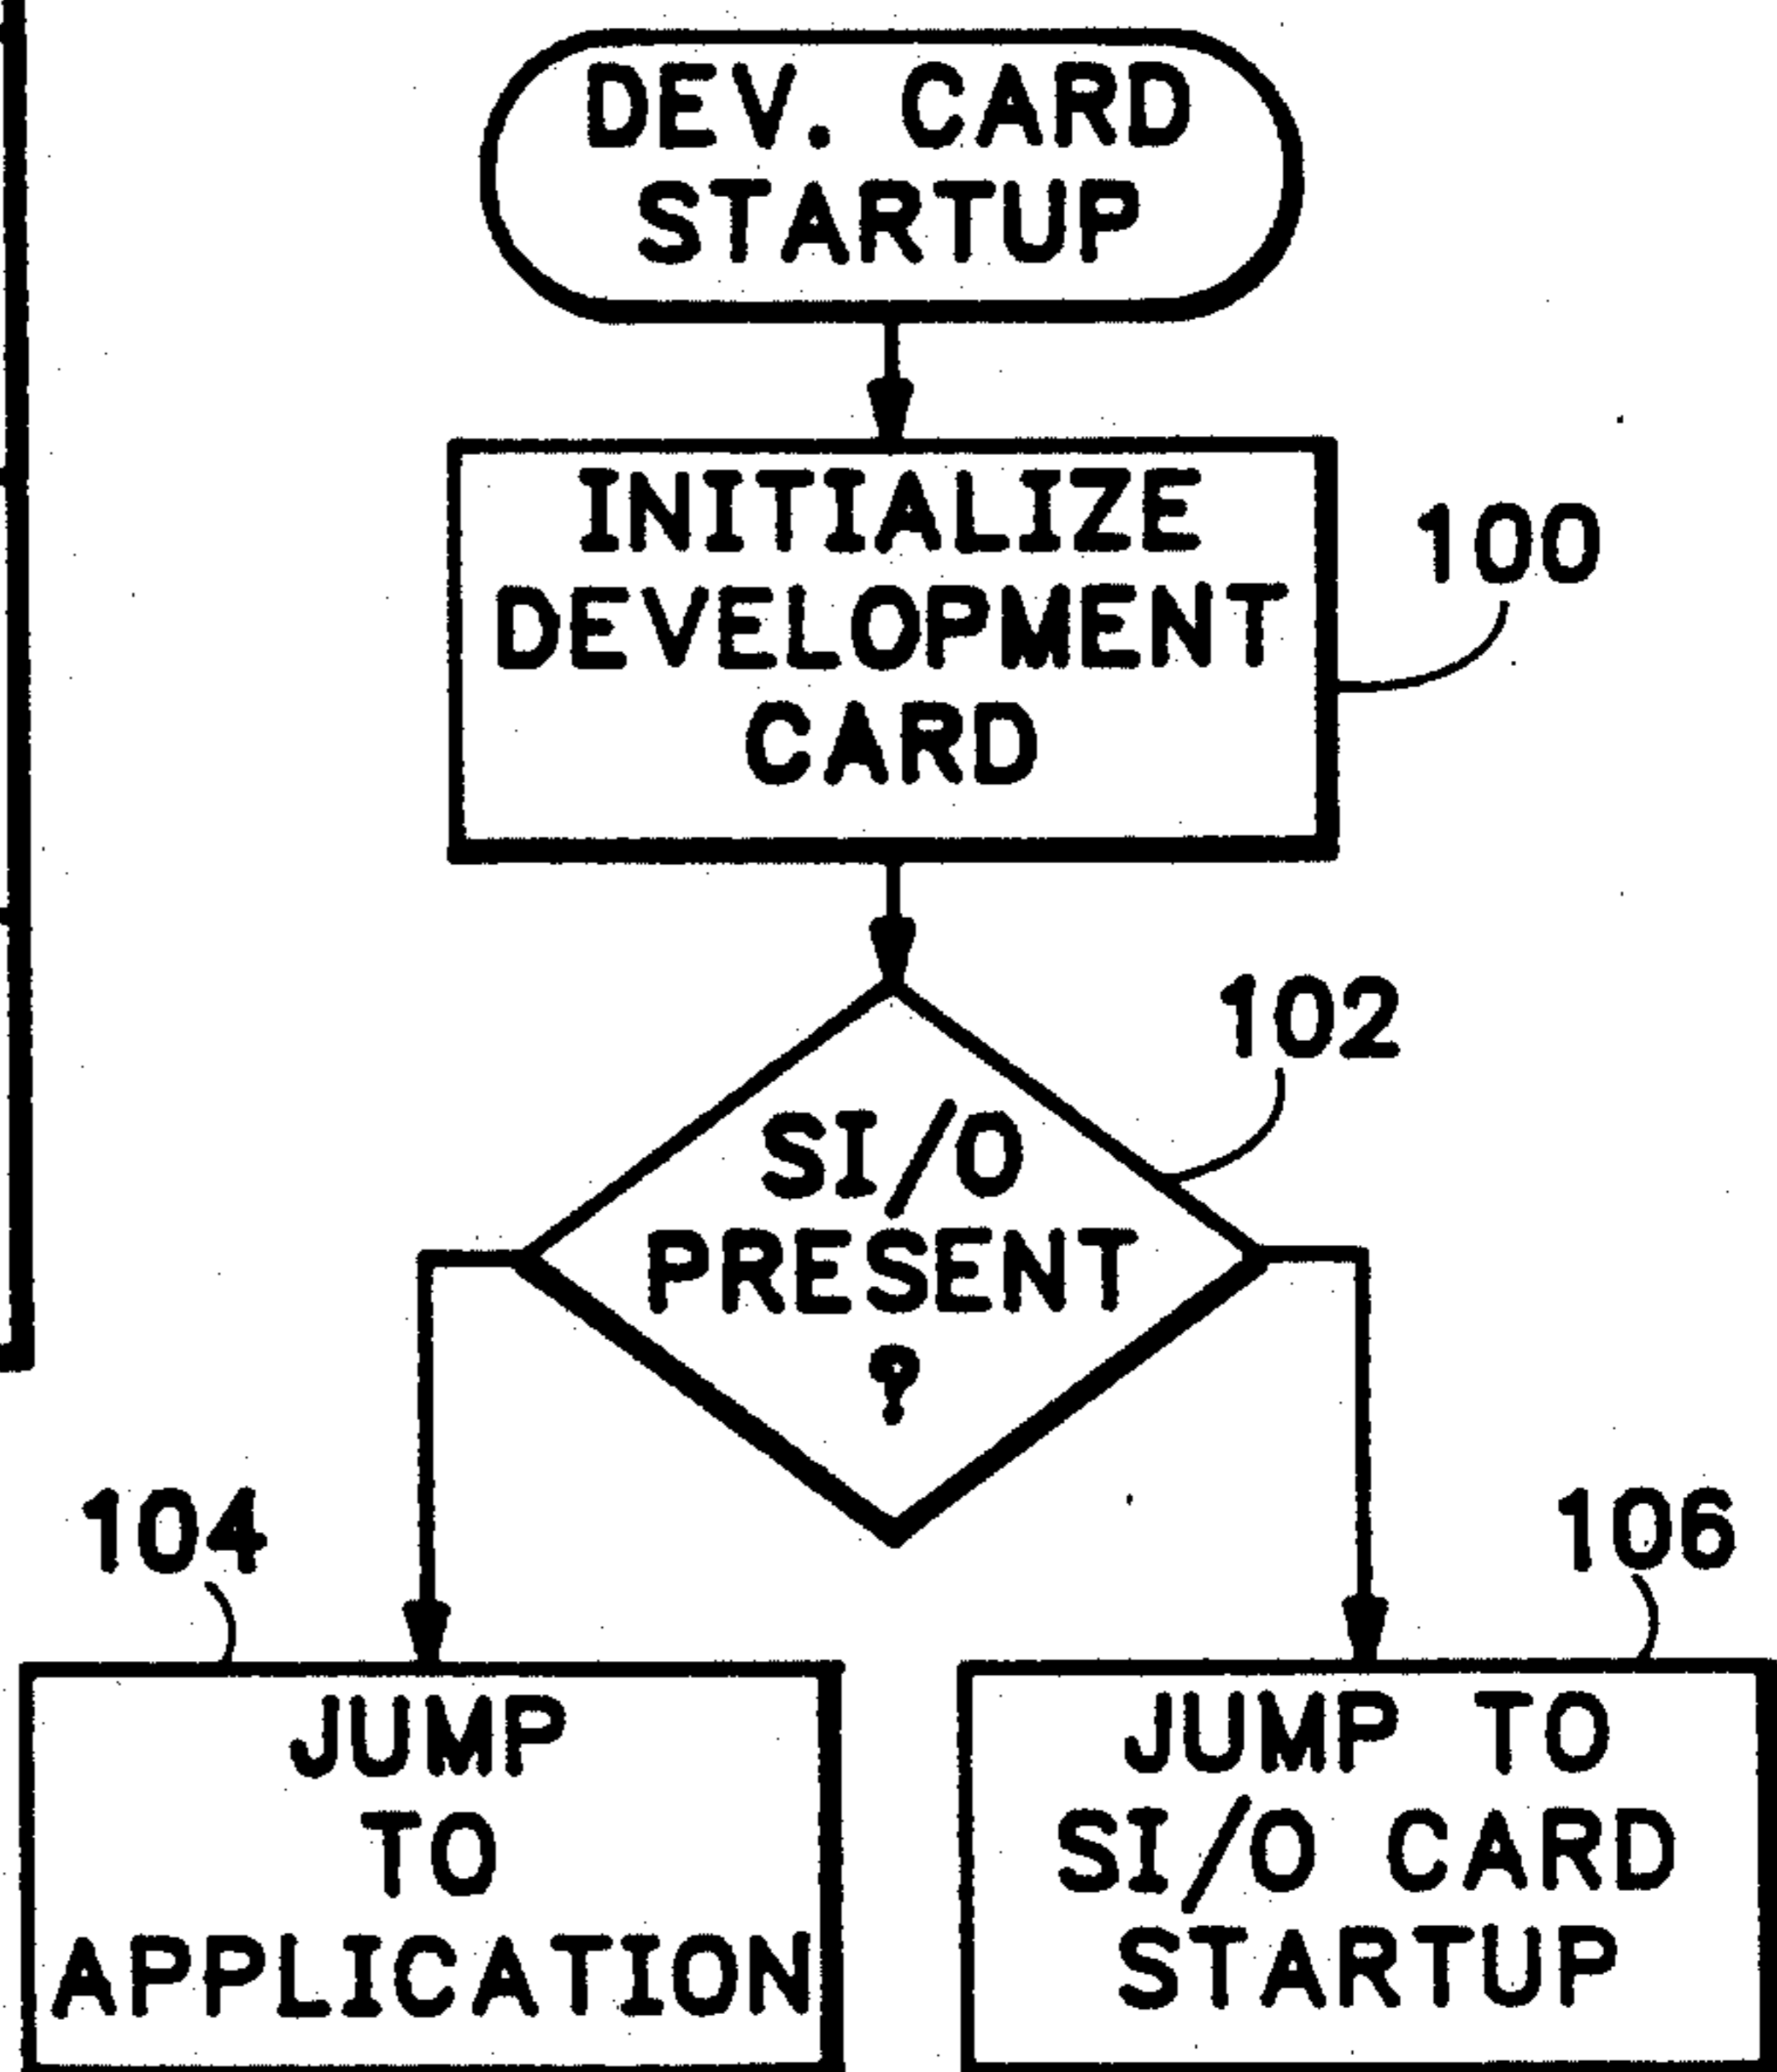 DEV. CARD
STARTUP
INITIALIZE
DEVELOPMENT
CARD
100
102
SI/O
PRESENT
?
104
106
JUMP
TO
APPLICATION
JUMP TO
SI/O CARD
STARTUP